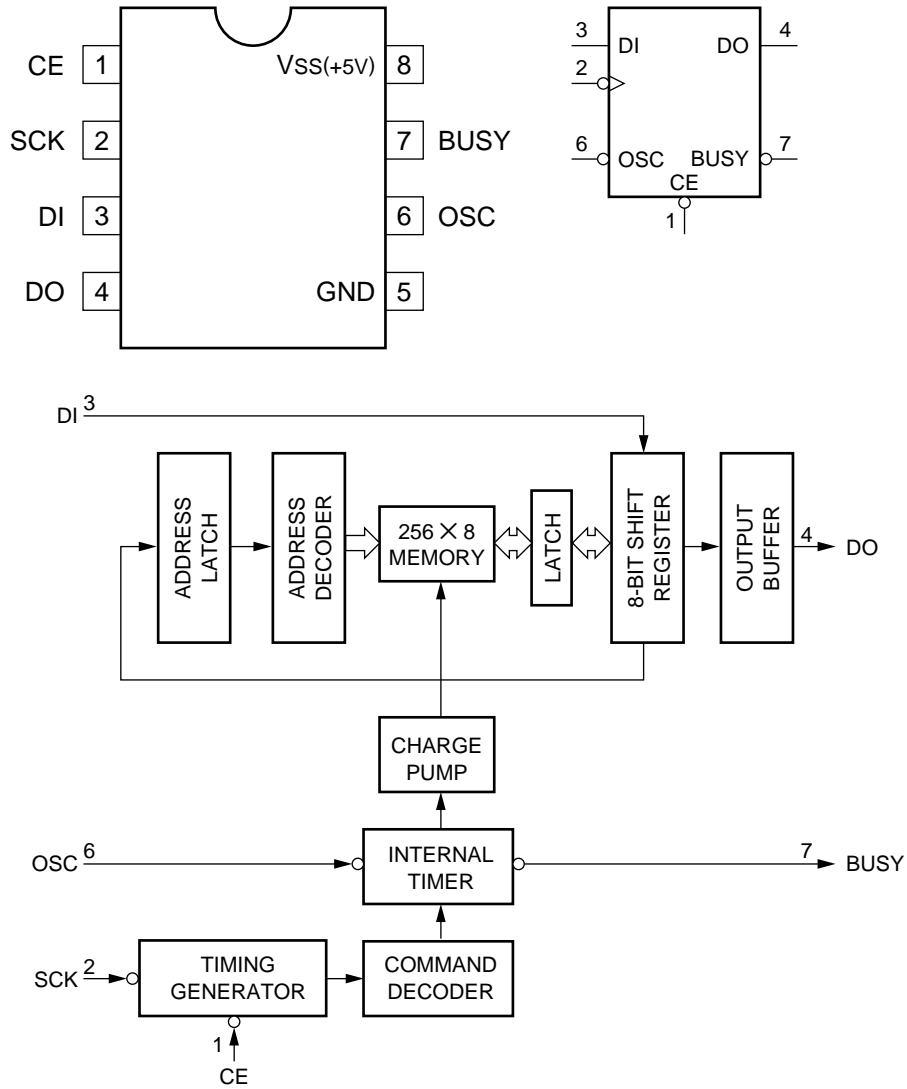 CE 1 VSS(+5V) 8
SCK 2 7 BUSY
DI 3 6 OSC
DO 4 GND 5
3 DI DO 4
2
6 OSC BUSY 7
CE
1
DI 3
ADDRESS
LATCH
ADDRESS
DECODER
256 × 8
MEMORY
LATCH
8-BIT SHIFT
REGISTER
OUTPUT
BUFFER
4 DO
CHARGE
PUMP
OSC 6
INTERNAL
TIMER
7 BUSY
SCK 2
TIMING
GENERATOR
COMMAND
DECODER
1
CE